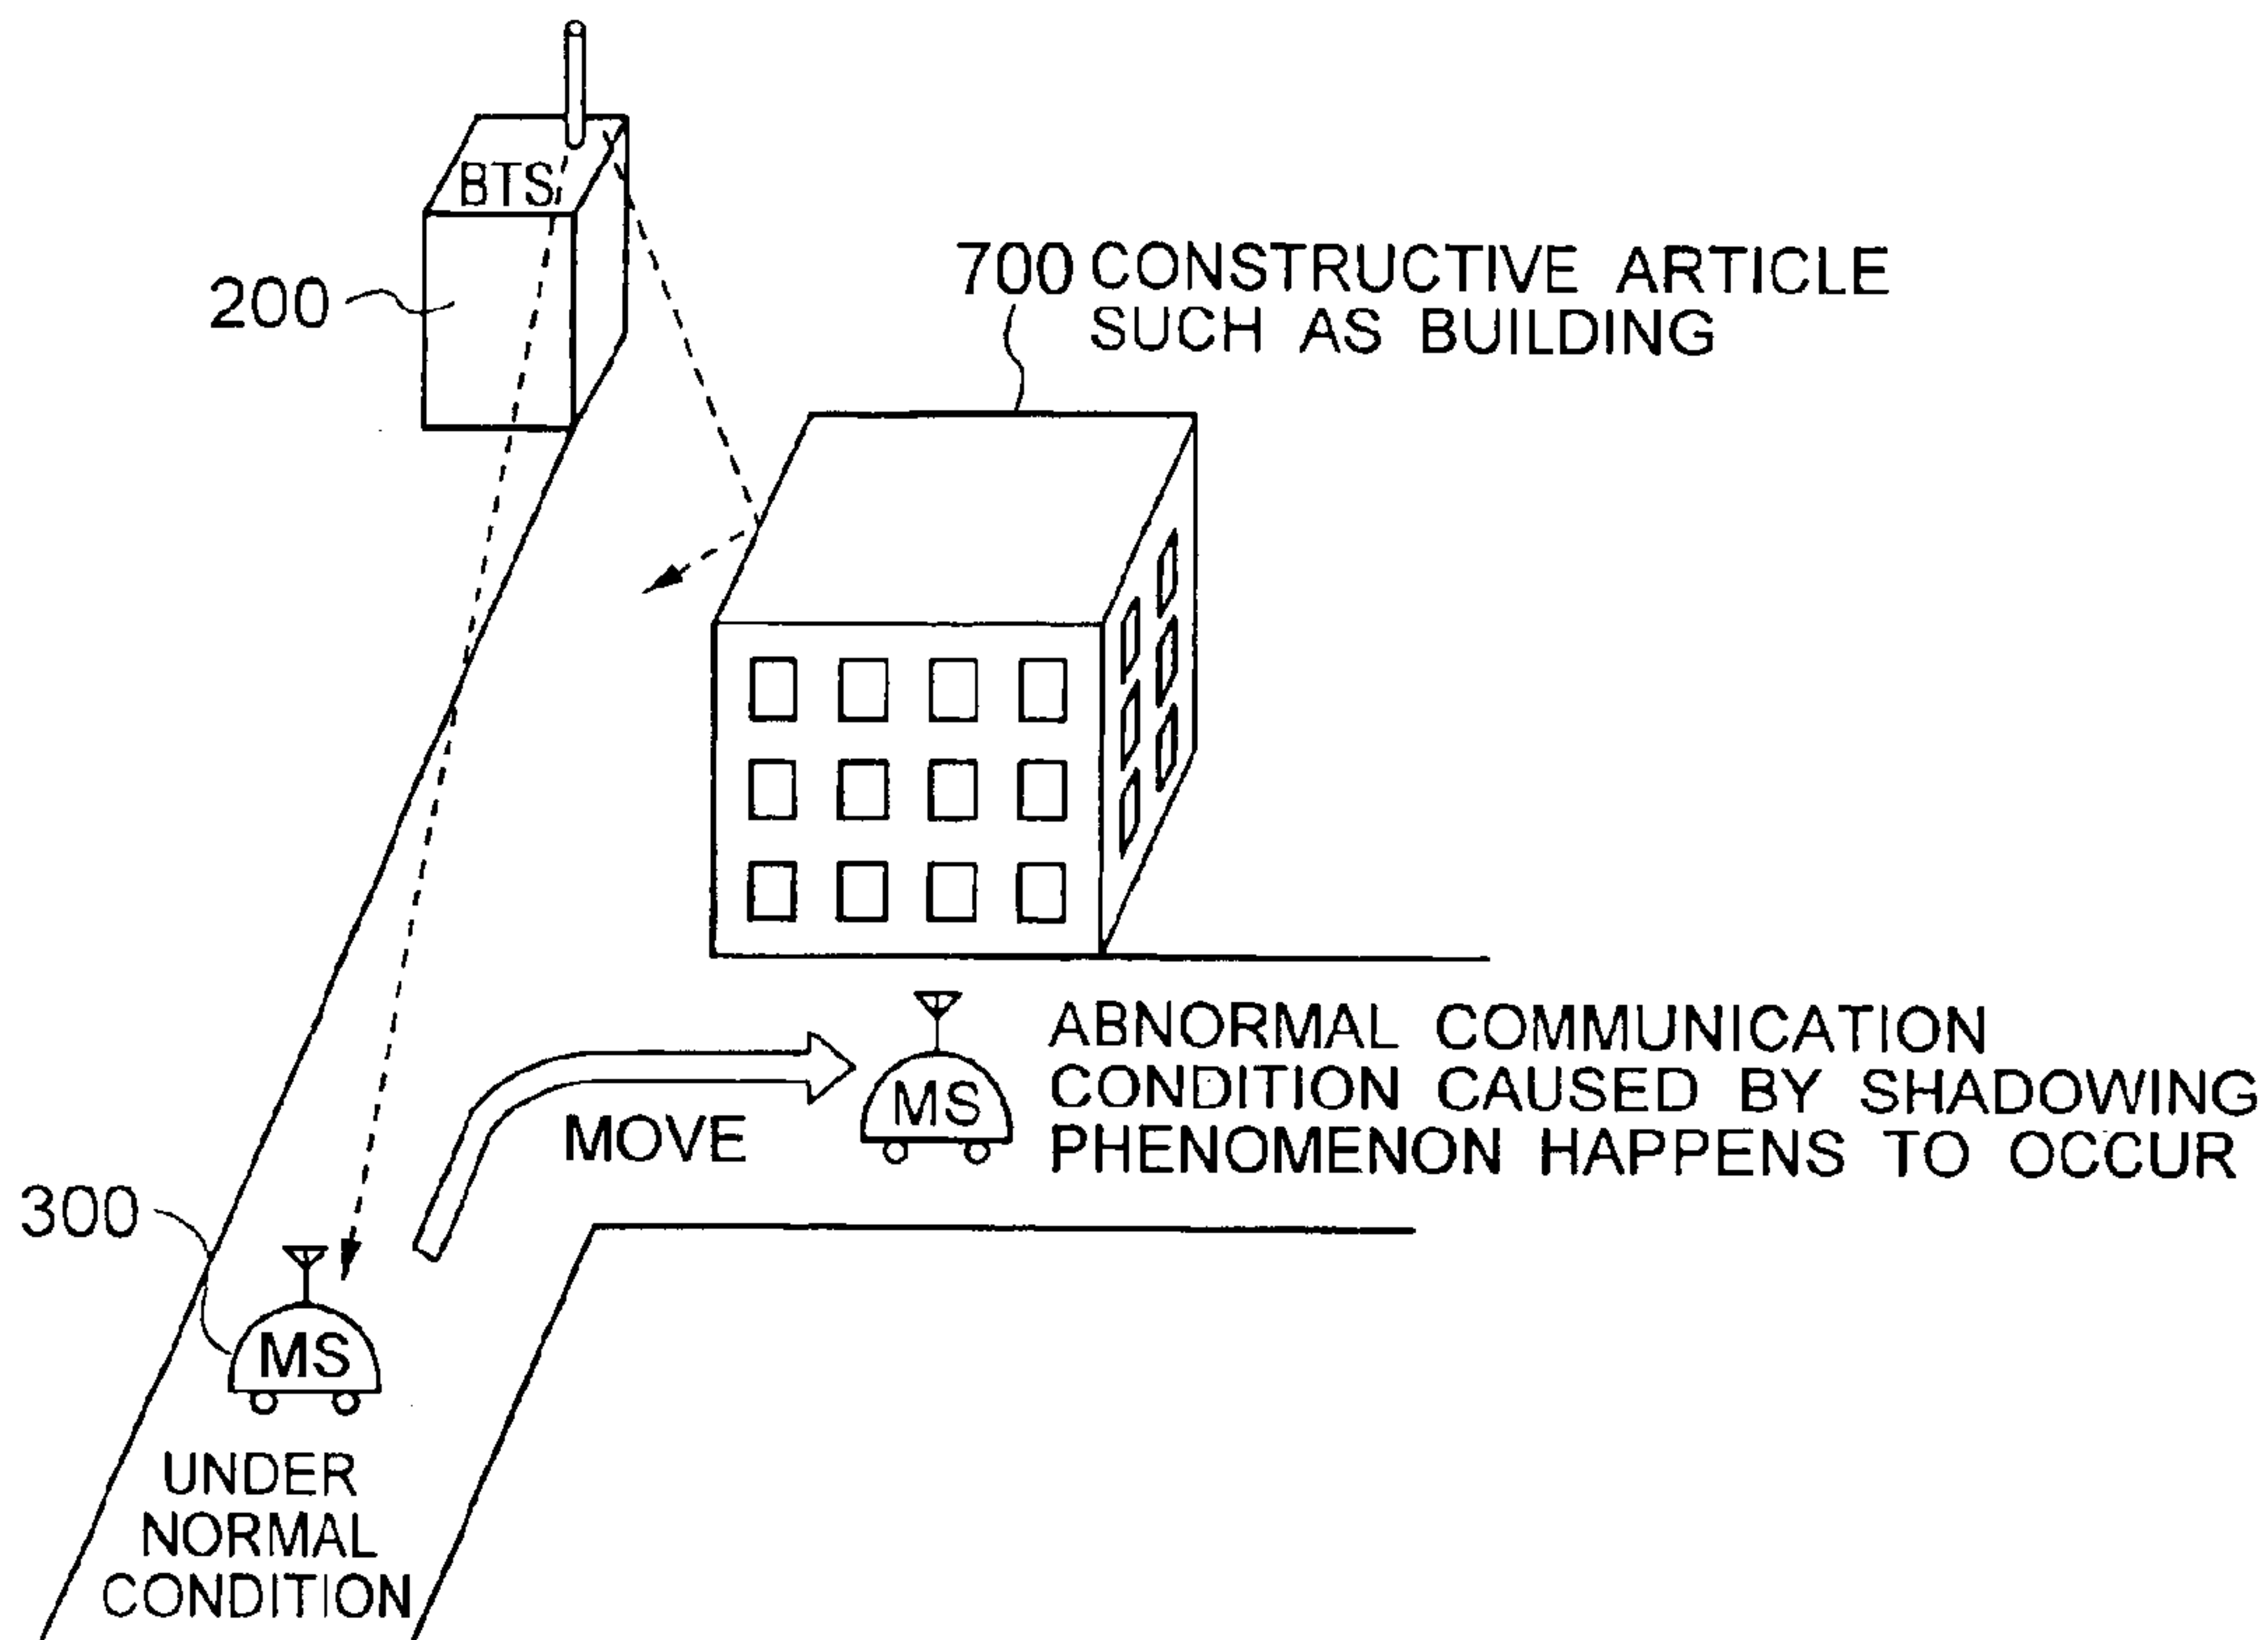 BTS
200
700 CONSTRUCTIVE ARTICLE
SUCH AS BUILDING
ABNORMAL COMMUNICATION
CONDITION CAUSED BY SHADOWING
PHENOMENON HAPPENS TO OCCUR
MS
MOVE
300
MS
UNDER
NORMAL
CONDITION